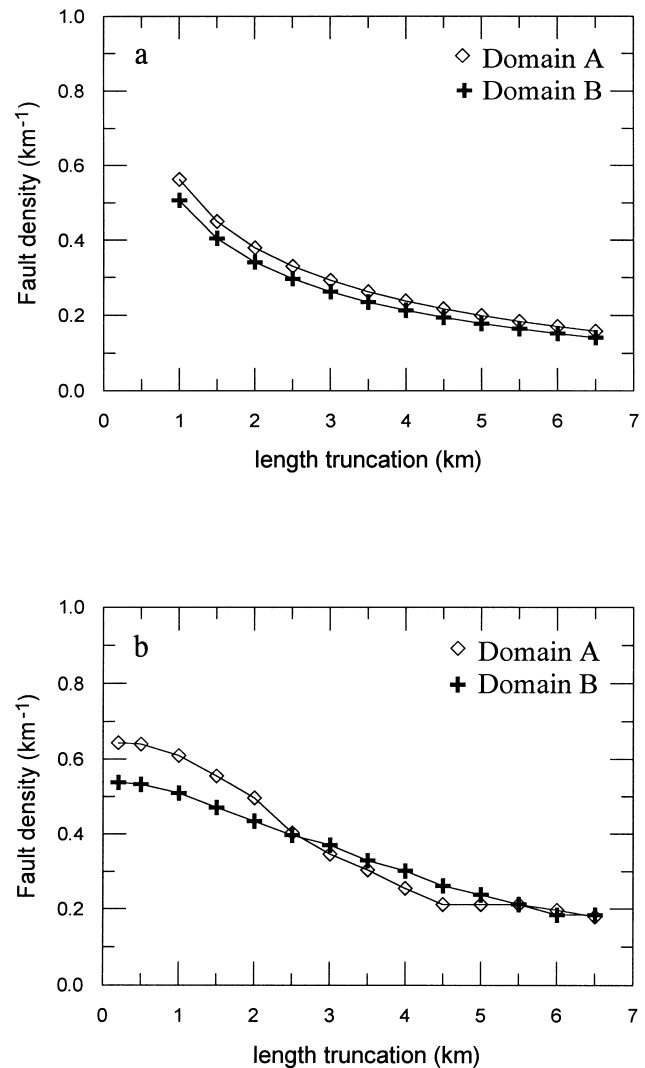 a
Domain A
Domain B
1.0
0.8
0.6
0.4
0.2
0.0
Fault density (km-1)
0 1 2 3 4 5 6 7
length truncation (km)
b
Domain A
Domain B
1.0
0.8
0.6
0.4
0.2
0.0
Fault density (km-1)
0 1 2 3 4 5 6 7
length truncation (km)